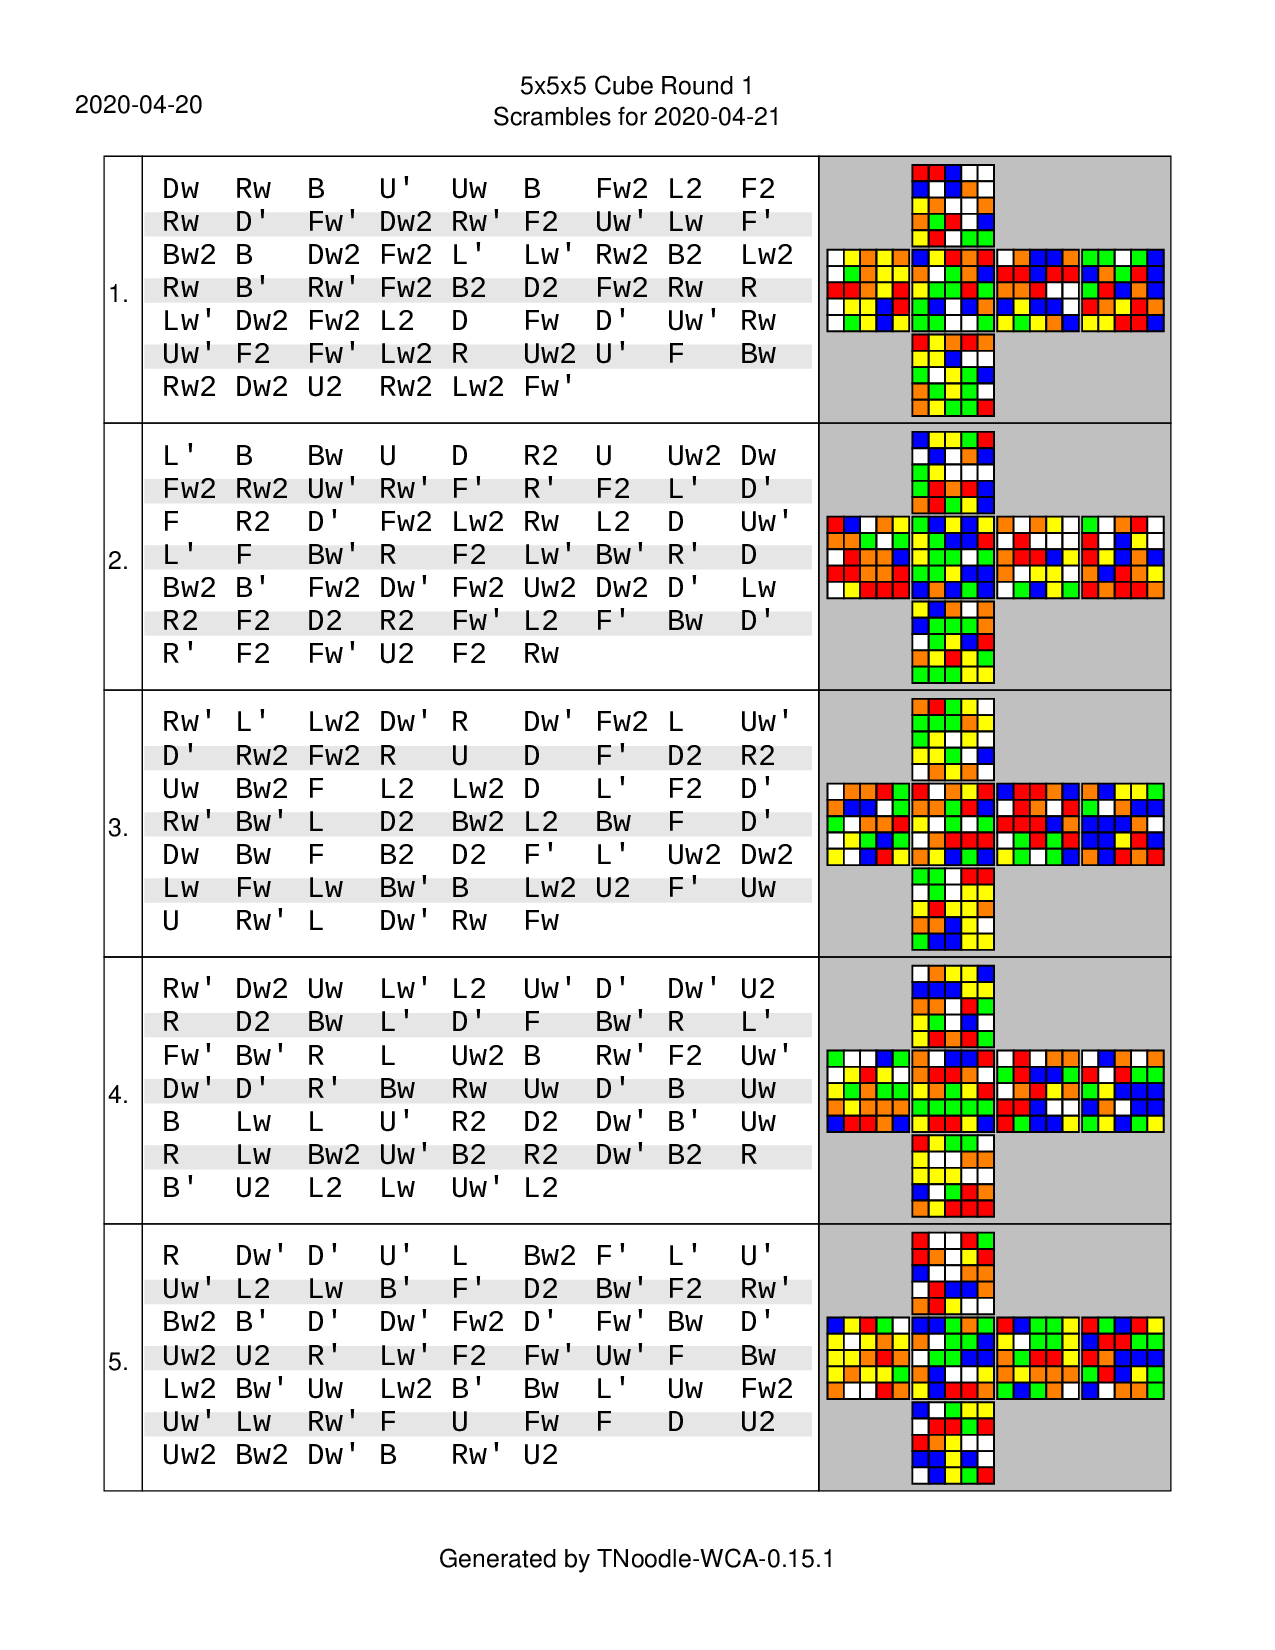 2020-04-20
5x5x5 Cube Round 1
Scrambles for 2020-04-21
1.
Dw Rw B U' Uw B Fw2 L2 F2
Rw D' Fw' Dw2 Rw' F2 Uw' Lw F'
Bw2 B Dw2 Fw2 L' Lw' Rw2 B2 Lw2
Rw B' Rw' Fw2 B2 D2 Fw2 Rw R
Lw' Dw2 Fw2 L2 D Fw D' Uw' Rw
Uw' F2 Fw' Lw2 R Uw2 U' F Bw
Rw2 Dw2 U2 Rw2 Lw2 Fw'
2.
L' B Bw U D R2 U Uw2 Dw
Fw2 Rw2 Uw' Rw' F' R' F2 L' D'
F R2 D' Fw2 Lw2 Rw L2 D Uw'
L' F Bw' R F2 Lw' Bw' R' D
Bw2 B' Fw2 Dw' Fw2 Uw2 Dw2 D' Lw
R2 F2 D2 R2 Fw' L2 F' Bw D'
R' F2 Fw' U2 F2 Rw
3.
Rw' L' Lw2 Dw' R Dw' Fw2 L Uw'
D' Rw2 Fw2 R U D F' D2 R2
Uw Bw2 F L2 Lw2 D L' F2 D'
Rw' Bw' L D2 Bw2 L2 Bw F D'
Dw Bw F B2 D2 F' L' Uw2 Dw2
Lw Fw Lw Bw' B Lw2 U2 F' Uw
U Rw' L Dw' Rw Fw
4.
Rw' Dw2 Uw Lw' L2 Uw' D' Dw' U2
R D2 Bw L' D' F Bw' R L'
Fw' Bw' R L Uw2 B Rw' F2 Uw'
Dw' D' R' Bw Rw Uw D' B Uw
B Lw L U' R2 D2 Dw' B' Uw
R Lw Bw2 Uw' B2 R2 Dw' B2 R
B' U2 L2 Lw Uw' L2
5.
R Dw' D' U' L Bw2 F' L' U'
Uw' L2 Lw B' F' D2 Bw' F2 Rw'
Bw2 B' D' Dw' Fw2 D' Fw' Bw D'
Uw2 U2 R' Lw' F2 Fw' Uw' F Bw
Lw2 Bw' Uw Lw2 B' Bw L' Uw Fw2
Uw' Lw Rw' F U Fw F D U2
Uw2 Bw2 Dw' B Rw' U2
Generated by TNoodle-WCA-0.15.1